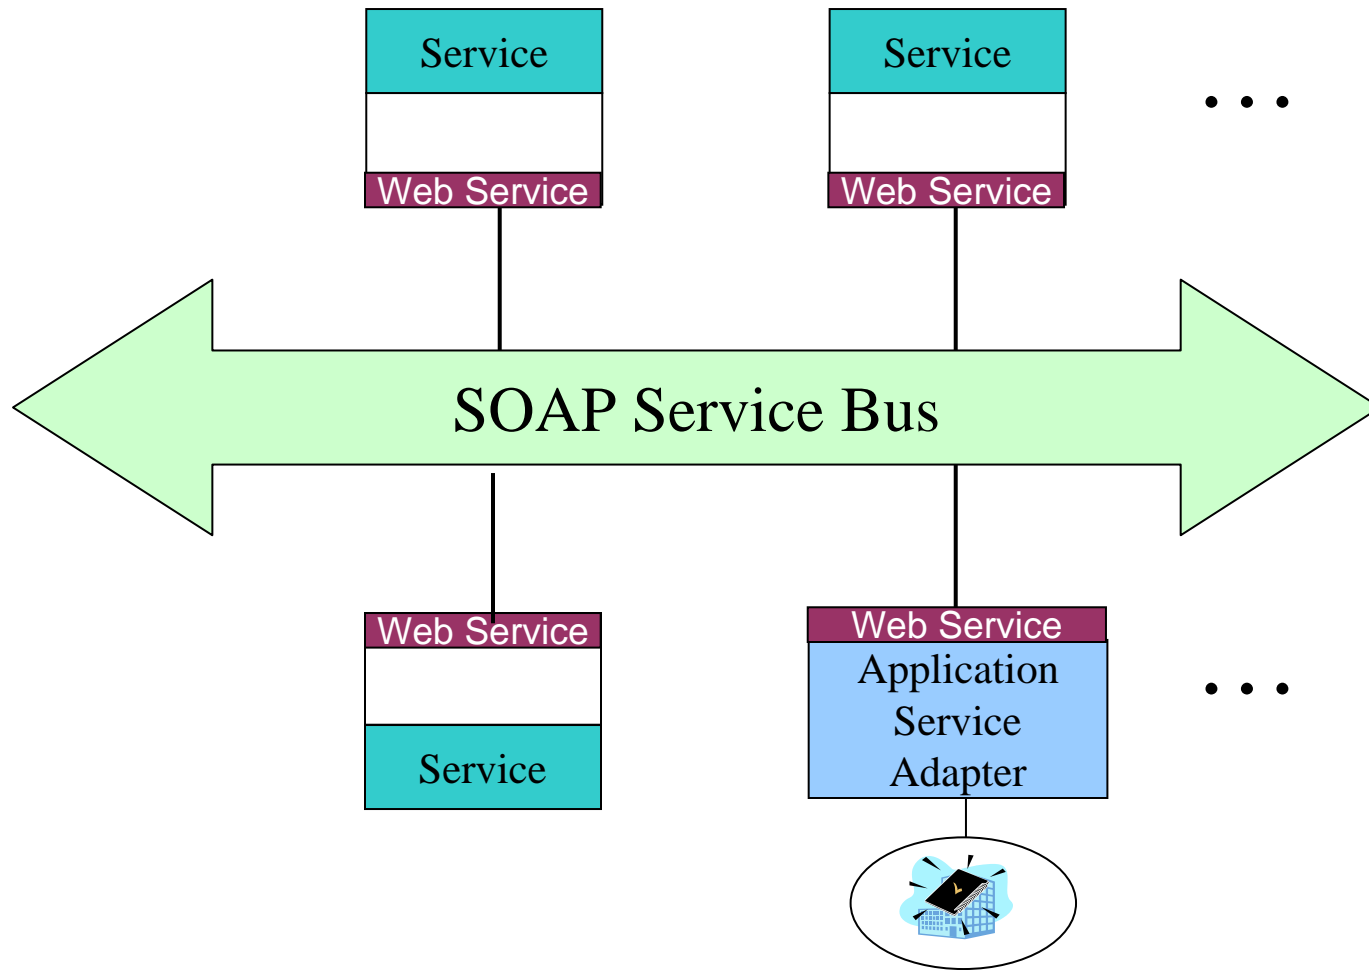 Service
Service
. . .
Web Service
Web Service
SOAP Service Bus
Web Service
Web Service
Application
Service
Adapter
. . .
Service